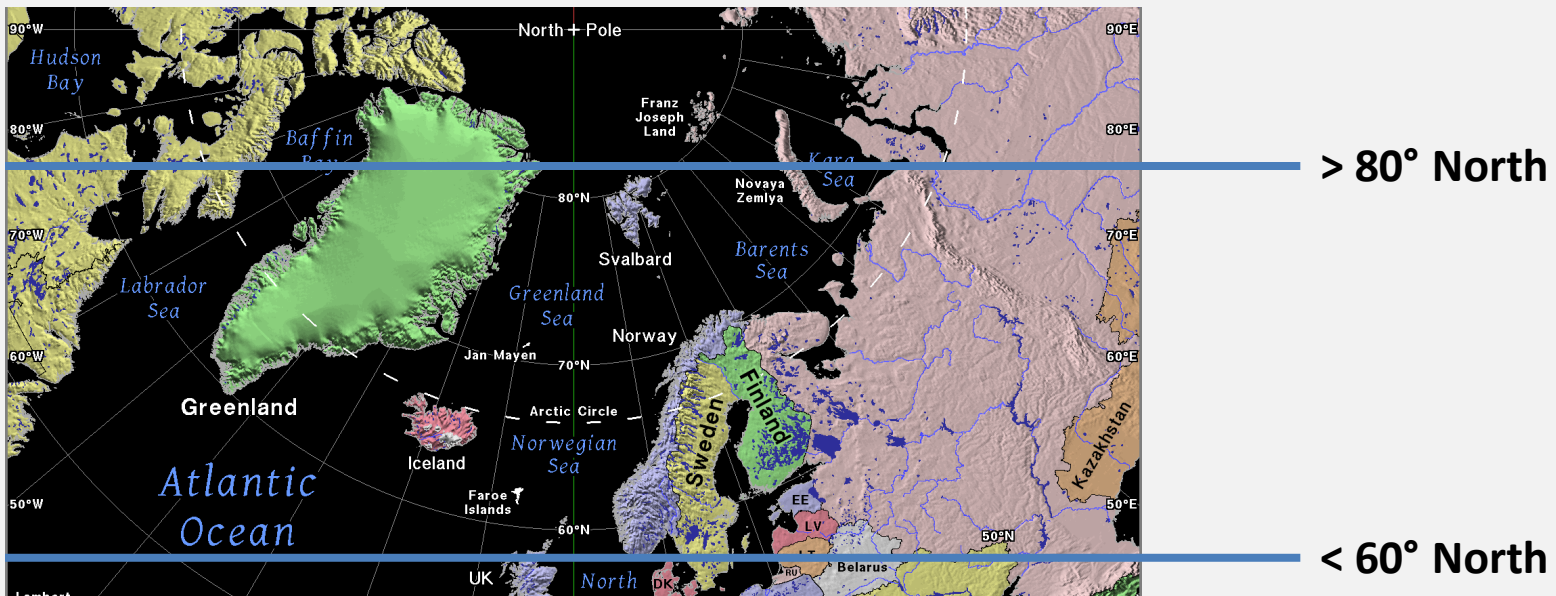 90°W
North
Pole
90°E
Hudson
Bay
Franz
Joseph
Land
80°W
80°E
Baffin
Bay
Kara
Sea
> 80° North
Novaya
Zemlya
80°N
70°W
70°E
Svalbard
Barents
Sea
Labrador
Sea
Greenland
Sea
Norway
Jan Mayen
60°W
60°E
70°N
Greenland
Finland
Arctic Circle
Sweden
Kazakhstan
Norwegian
Sea
Iceland
Atlantic
Ocean
Faroe
Islands
50°W
EE
50°E
LV
60°N
50°N
LT
< 60° North
Belarus
RU
UK
North
DK
Lambert